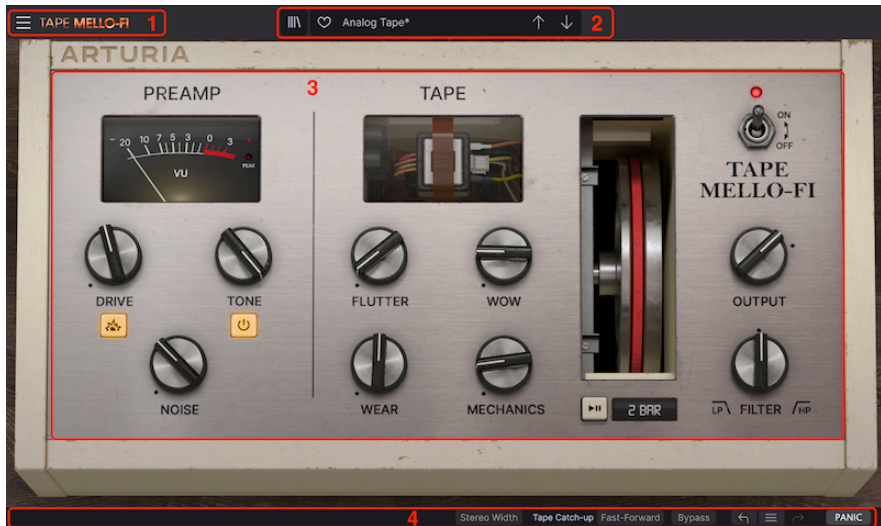 TAPE MELLO-FI 1
Analog Tape* 2
ARTURIA
PREAMP
3
TAPE
- 20 10 7 5 3 1 0 3
PEAK
VU
ON
OFF
TAPE
MELLO-FI
DRIVE
TONE
FLUTTER
WOW
OUTPUT
NOISE
WEAR
MECHANICS
2 BAR
LP FILTER HP
4
Stereo Width Tape Catch-up Fast-Forward Bypass PANIC